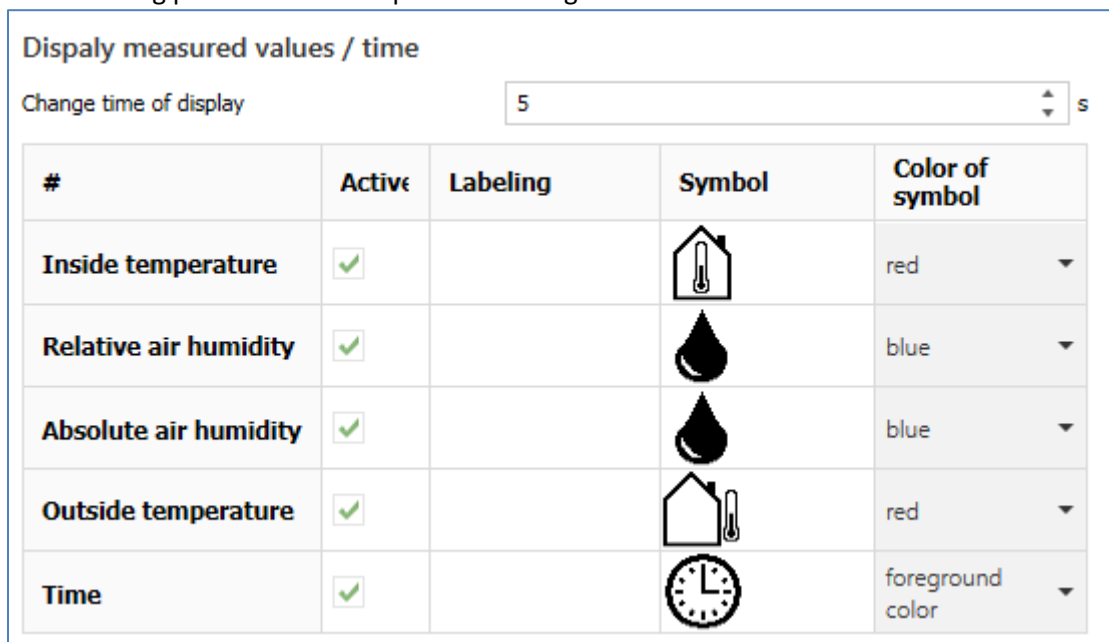 Dispaly measured values / time
Change time of display 5 s
# Active Labeling Symbol Color of symbol
Inside temperature red
Relative air humidity blue
Absolute air humidity blue
Outside temperature red
Time foreground color